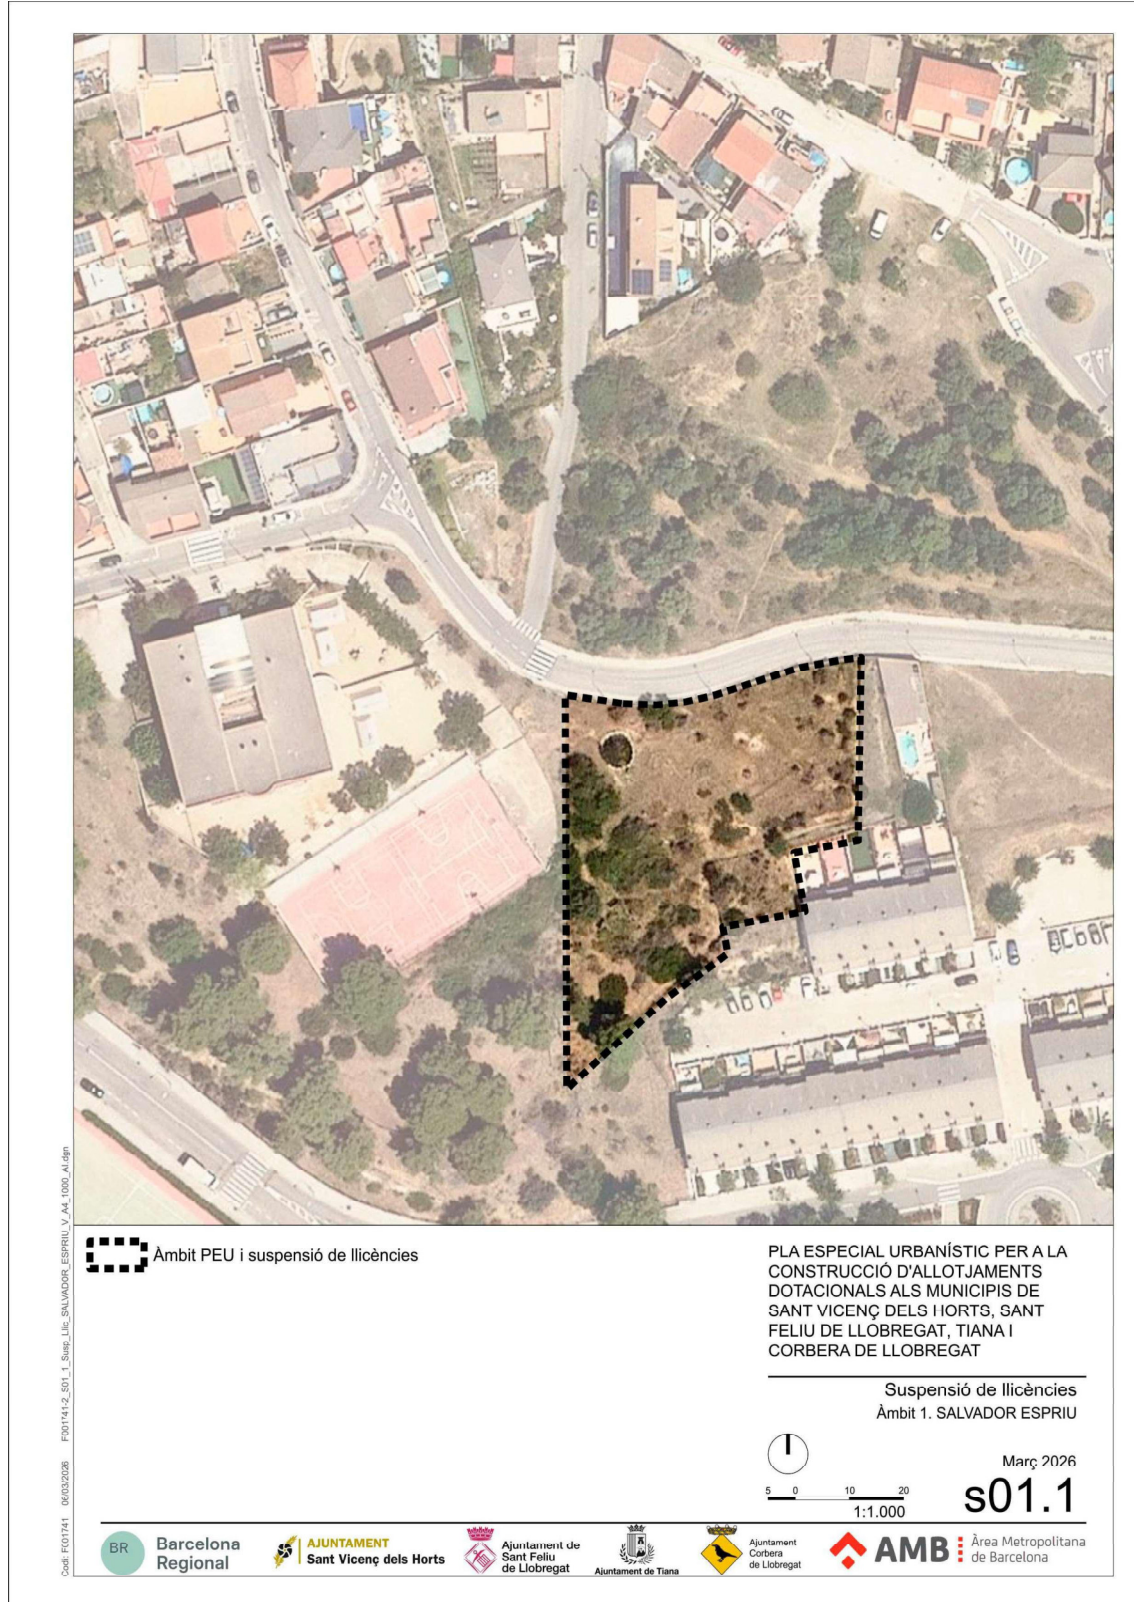 Àmbit PEU i suspensió de llicències
PLA ESPECIAL URBANÍSTIC PER A LA
CONSTRUCCIÓ D'ALLOTJAMENTS
DOTACIONALS ALS MUNICIPIS DE
SANT VICENÇ DELS HORTS, SANT
FELIU DE LLOBREGAT, TIANA I
CORBERA DE LLOBREGAT
Suspensió de llicències
Àmbit 1. SALVADOR ESPRIU
Març 2026
s01.1
5 0 10 20
1:1.000
Codi: F001741 06/03/2026 F001741-2_S01_1_Susp_Llic_SALVADOR_ESPRIU_V_A4_1000_AI.dgn
BR
Barcelona
Regional
AJUNTAMENT
Sant Vicenç dels Horts
Ajuntament de
Sant Feliu
de Llobregat
Ajuntament de Tiana
Ajuntament
Corbera
de Llobregat
AMB
Àrea Metropolitana
de Barcelona